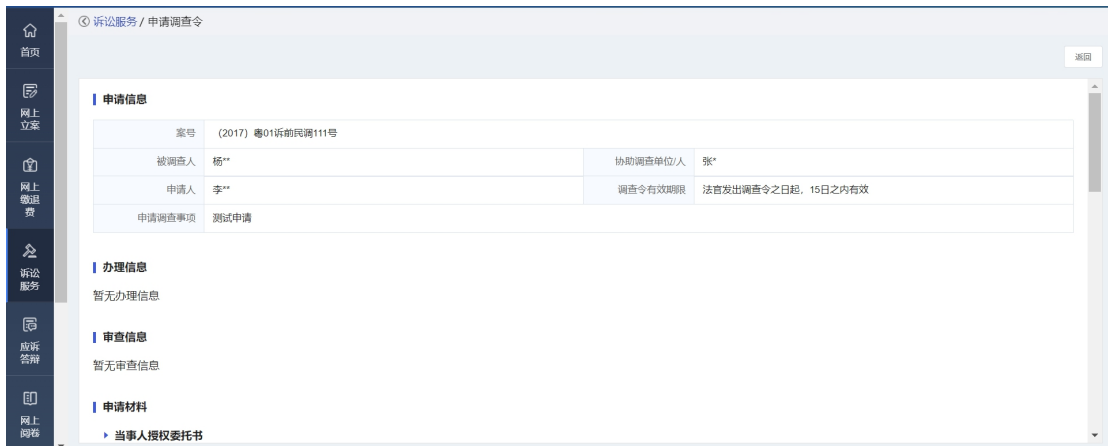 首页
网上
立案
网上
缴退
费
诉讼
服务
应诉
答辩
网上
阅卷
诉讼服务 / 申请调查令
返回
申请信息
案号 （2017）粤01诉前民调111号
被调查人 杨** 协助调查单位/人 张*
申请人 李** 调查令有效期限 法官发出调查令之日起，15日之内有效
申请调查事项 测试申请
办理信息
暂无办理信息
审查信息
暂无审查信息
申请材料
当事人授权委托书